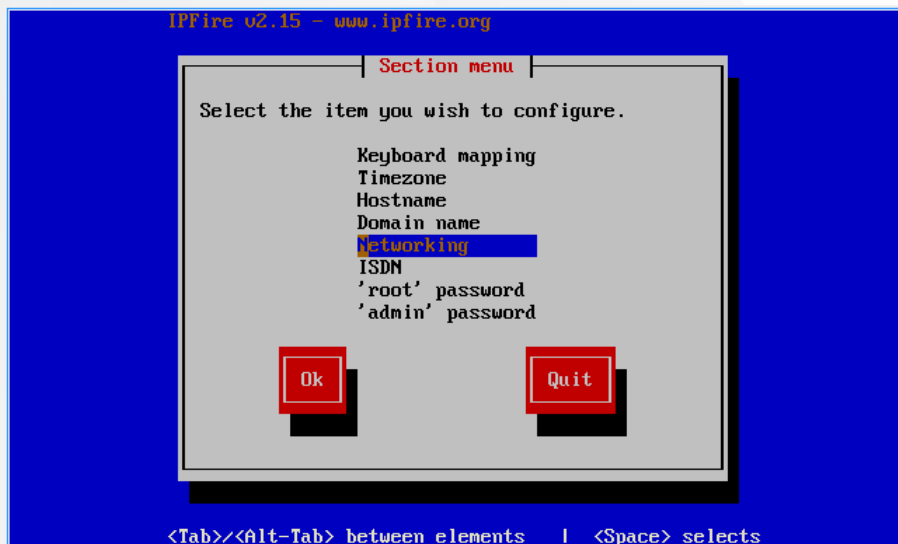 IPFire v2.15 - www.ipfire.org
Section menu
Select the item you wish to configure.
Keyboard mapping
Timezone
Hostname
Domain name
Networking
ISDN
'root' password
'admin' password
Ok Quit
<Tab>/<Alt-Tab> between elements | <Space> selects